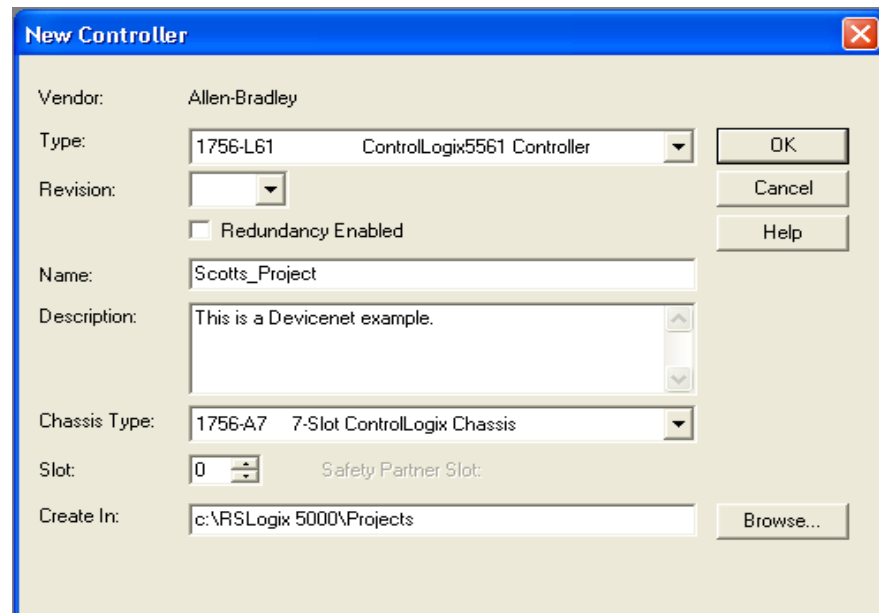 New Controller
Vendor: Allen-Bradley
Type: 1756-L61 ControlLogix5561 Controller OK
Revision: Cancel
Redundancy Enabled Help
Name: Scotts_Project
Description: This is a Devicenet example.
Chassis Type: 1756-A7 7-Slot ControlLogix Chassis
Slot: 0 Safety Partner Slot:
Create In: c:\RSLogix 5000\Projects Browse...